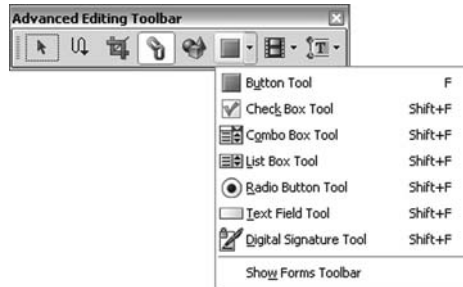 Advanced Editing Toolbar
Button Tool F
Check Box Tool Shift+F
Combo Box Tool Shift+F
List Box Tool Shift+F
Radio Button Tool Shift+F
Text Field Tool Shift+F
Digital Signature Tool Shift+F
Show Forms Toolbar